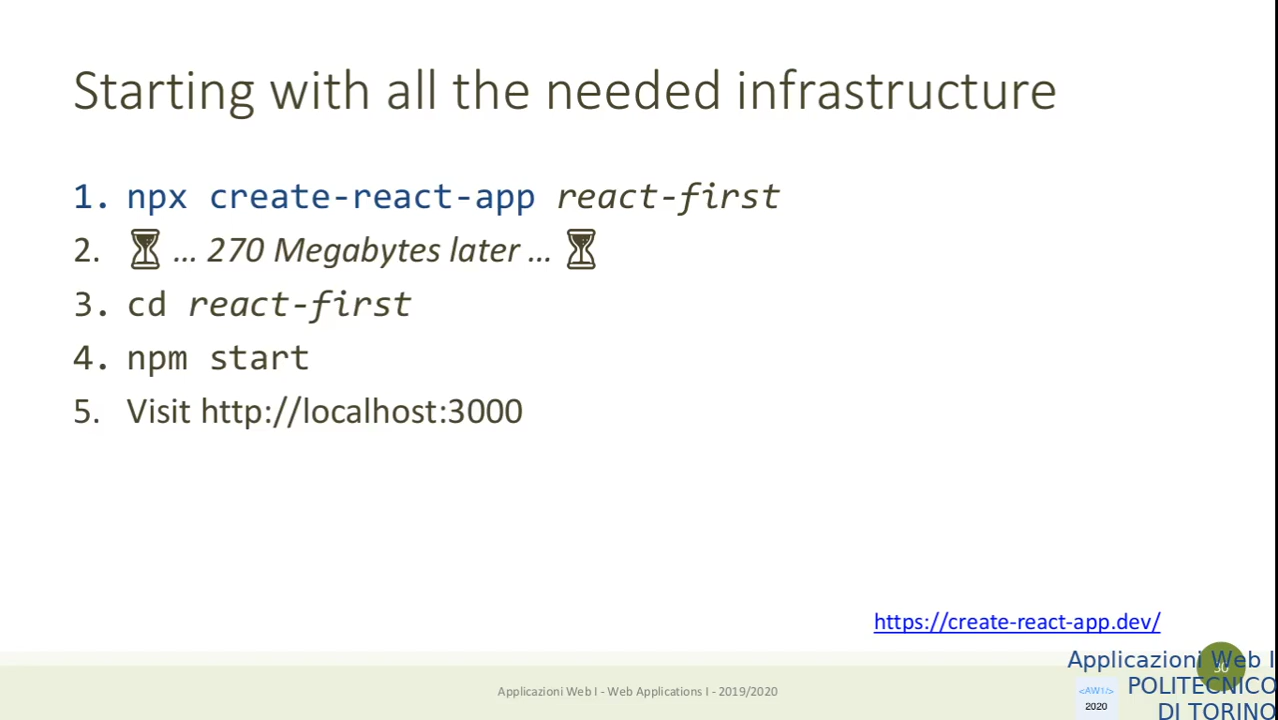 Starting with all the needed infrastructure
1. npx create-react-app react-first
2. ⏳ … 270 Megabytes later … ⏳
3. cd react-first
4. npm start
5. Visit http://localhost:3000
https://create-react-app.dev/
Applicazioni Web I - Web Applications I - 2019/2020
30
Applicazioni Web I
POLITECNICO
DI TORINO
<AW1/>
2020